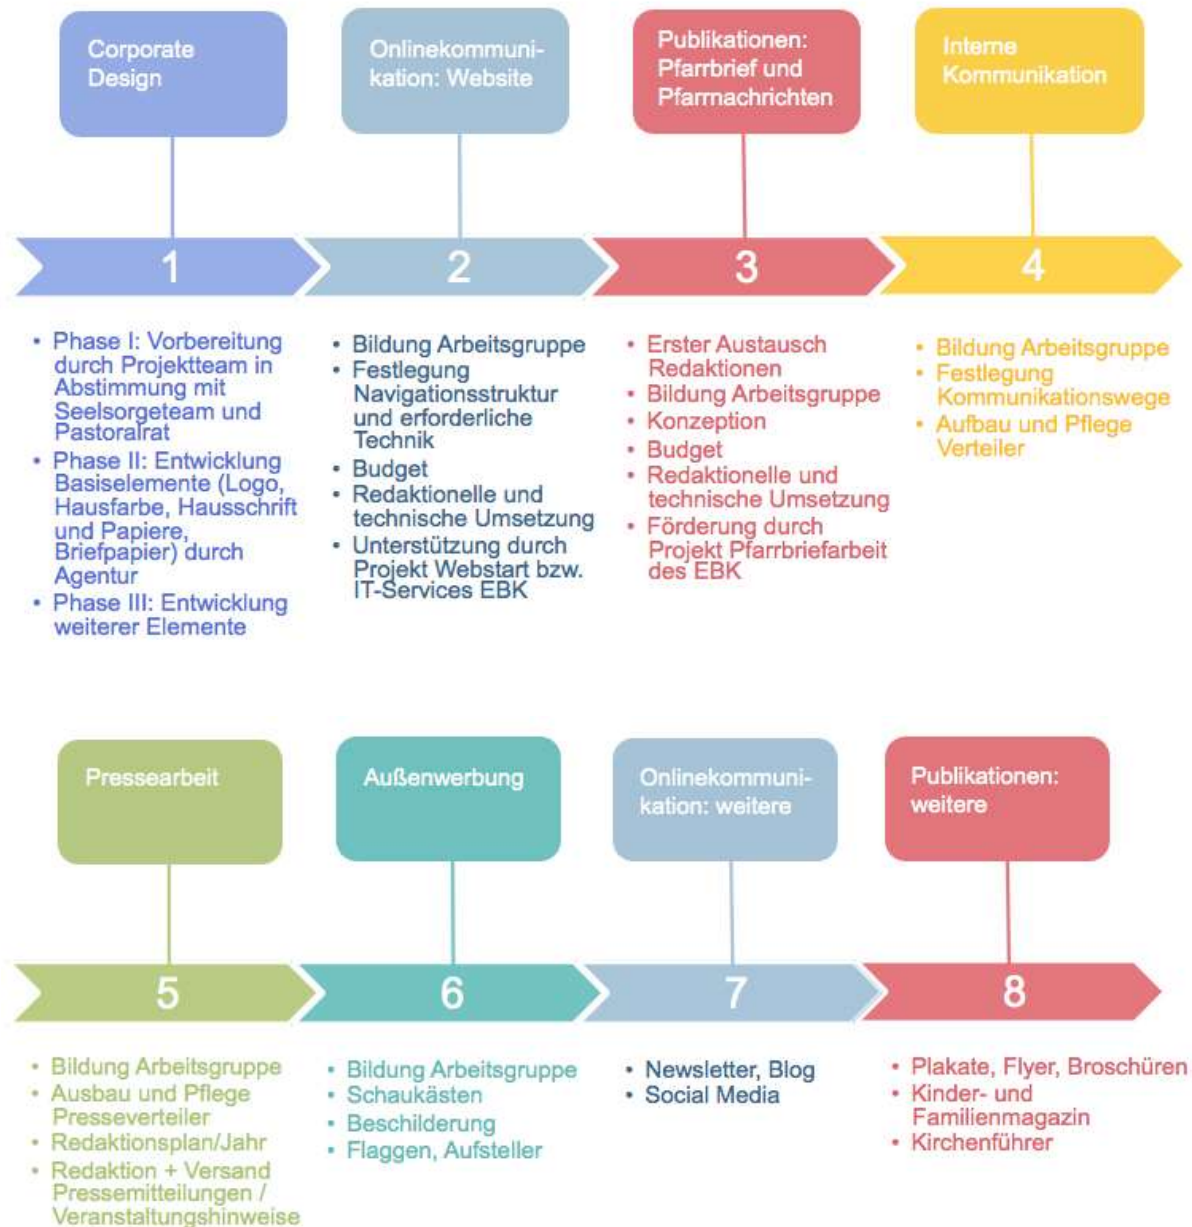 Corporate
Design
Onlinekommuni-
kation: Website
Publikationen:
Pfarrbrief und
Pfarrnachrichten
Interne
Kommunikation
1
2
3
4
• Phase I: Vorbereitung
durch Projektteam in
Abstimmung mit
Seelsorgeteam und
Pastoralrat
• Phase II: Entwicklung
Basiselemente (Logo,
Hausfarbe, Hausschrift
und Papiere,
Briefpapier) durch
Agentur
• Phase III: Entwicklung
weiterer Elemente
• Bildung Arbeitsgruppe
• Festlegung
Navigationsstruktur
und erforderliche
Technik
• Budget
• Redaktionelle und
technische Umsetzung
• Unterstützung durch
Projekt Webstart bzw.
IT-Services EBK
• Erster Austausch
Redaktionen
• Bildung Arbeitsgruppe
• Konzeption
• Budget
• Redaktionelle und
technische Umsetzung
• Förderung durch
Projekt Pfarrbriefarbeit
des EBK
• Bildung Arbeitsgruppe
• Festlegung
Kommunikationswege
• Aufbau und Pflege
Verteiler
Pressearbeit
Außenwerbung
Onlinekommuni-
kation: weitere
Publikationen:
weitere
5
6
7
8
• Bildung Arbeitsgruppe
• Ausbau und Pflege
Presseverteiler
• Redaktionsplan/Jahr
• Redaktion + Versand
Pressemitteilungen /
Veranstaltungshinweise
• Bildung Arbeitsgruppe
• Schaukästen
• Beschilderung
• Flaggen, Aufsteller
• Newsletter, Blog
• Social Media
• Plakate, Flyer, Broschüren
• Kinder- und
Familienmagazin
• Kirchenführer